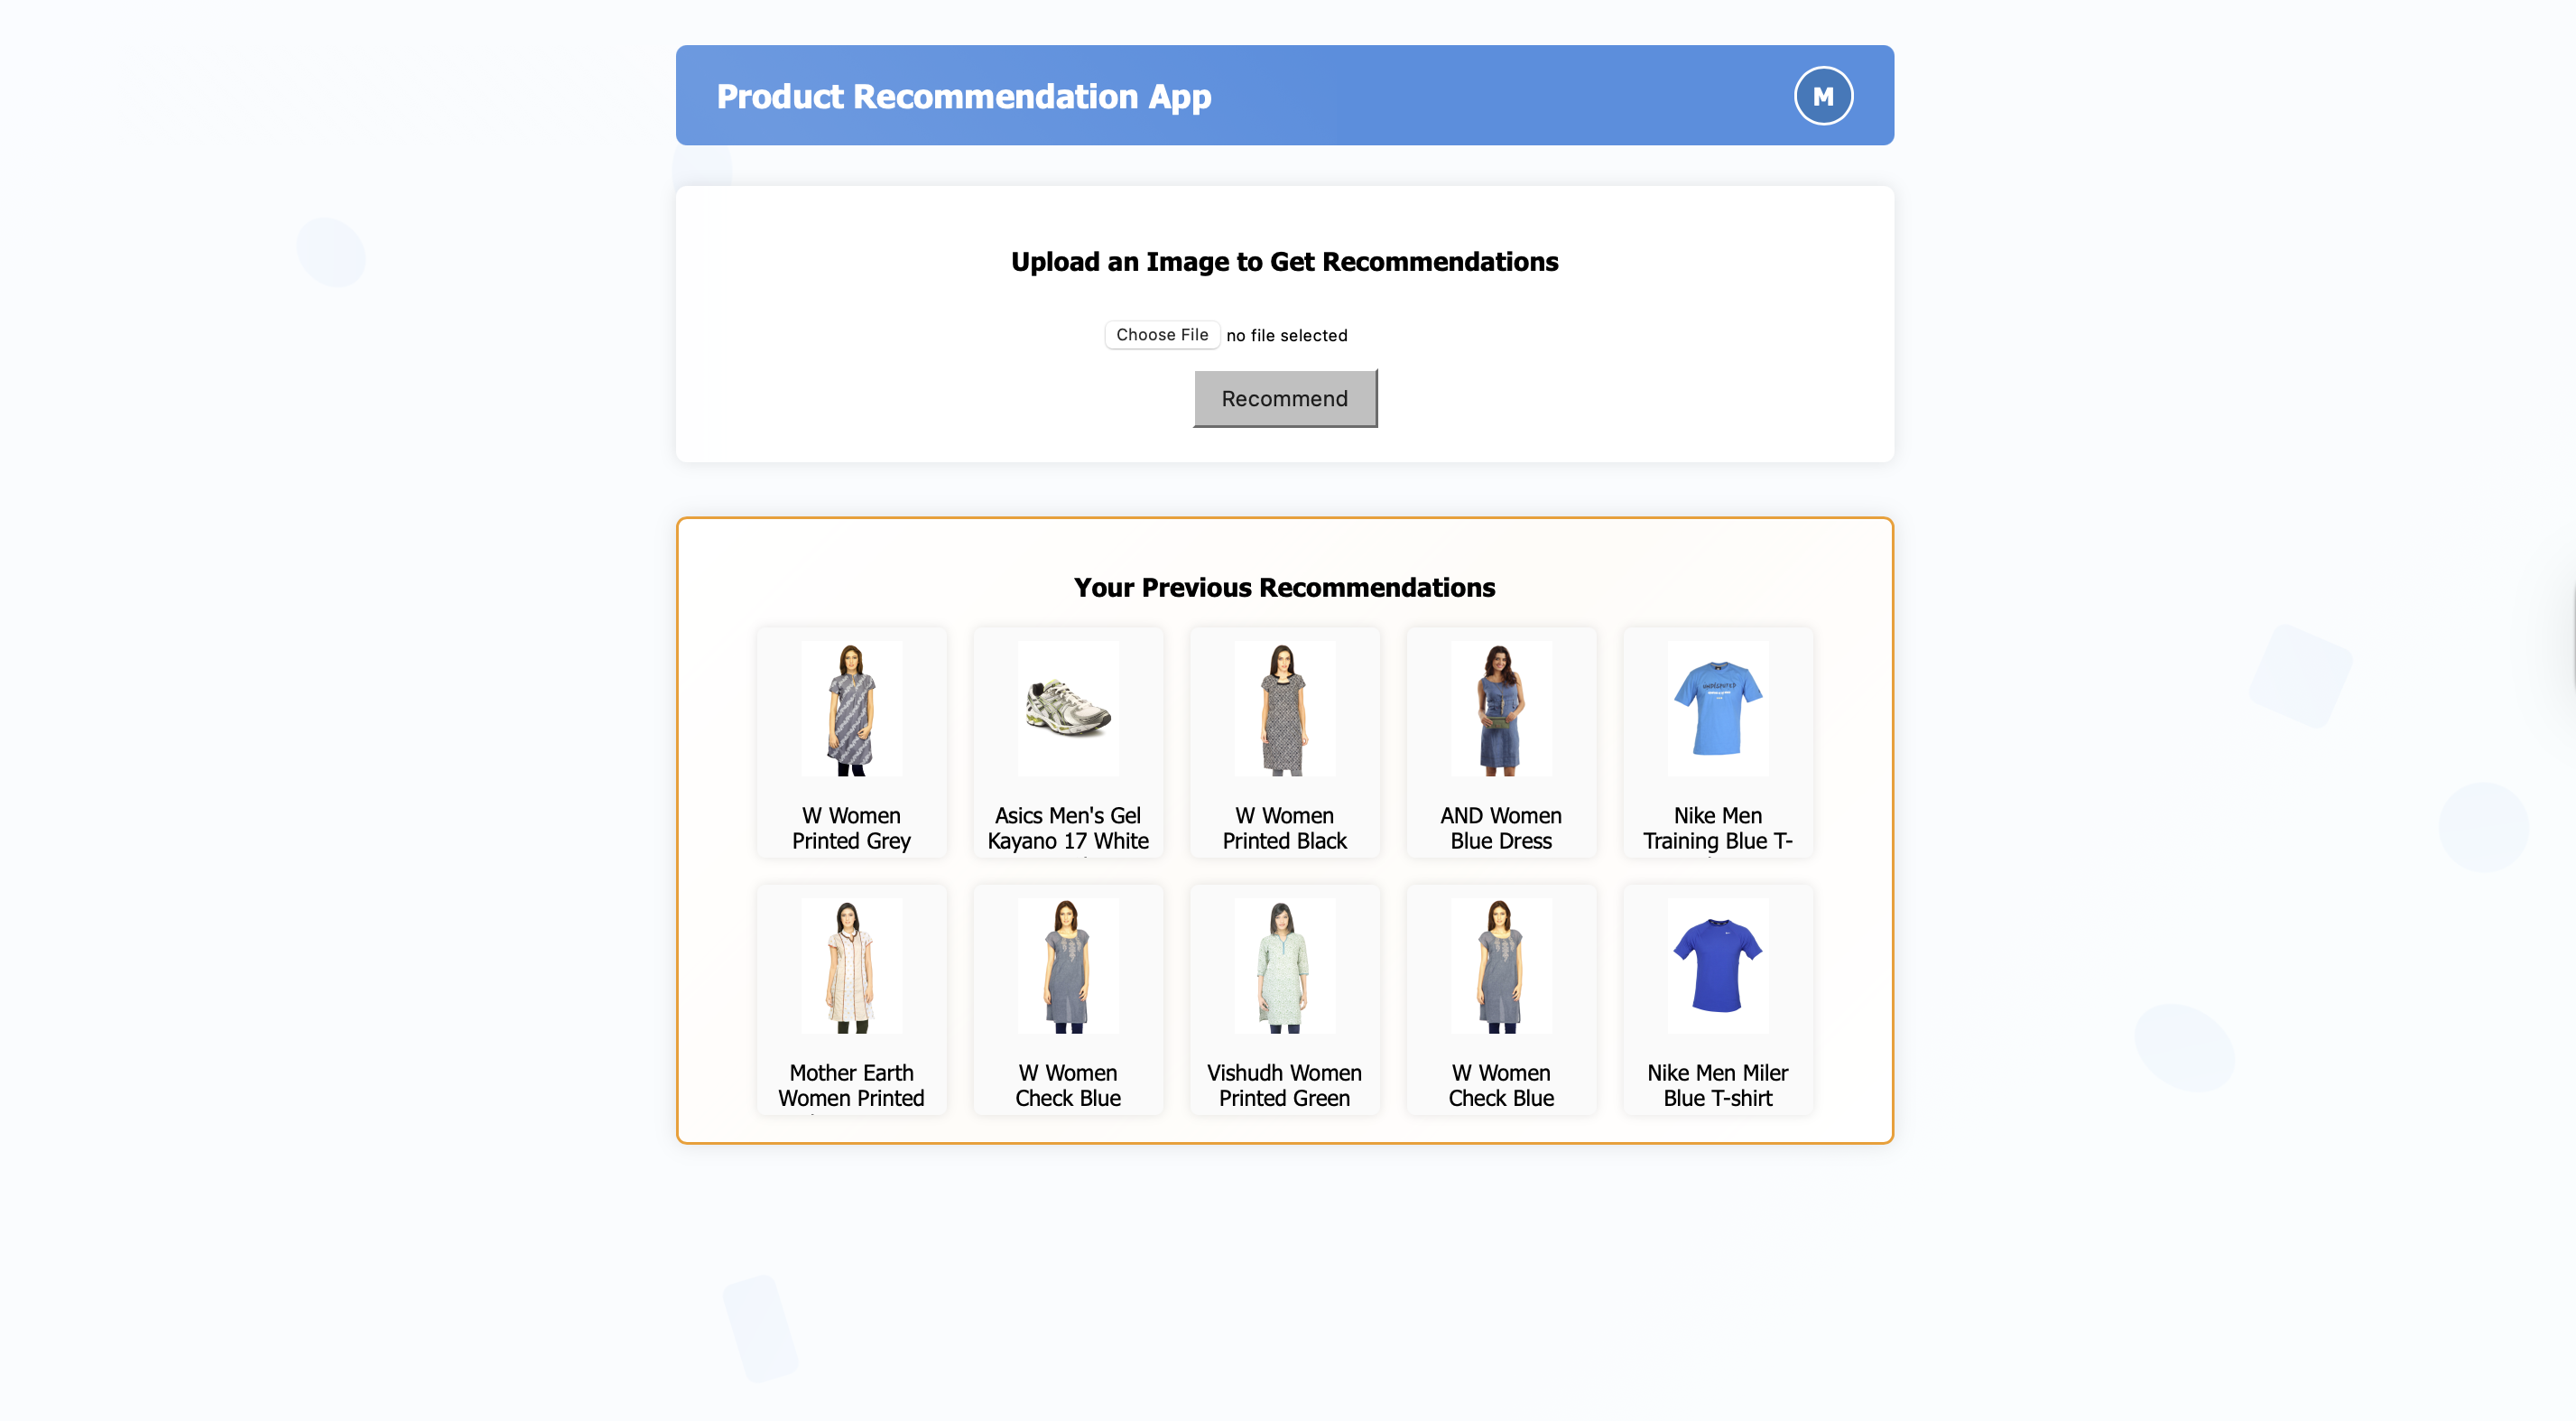 Product Recommendation App
M
Upload an Image to Get Recommendations
Choose File no file selected
Recommend
Your Previous Recommendations
W Women
Printed Grey
Asics Men's Gel
Kayano 17 White
W Women
Printed Black
AND Women
Blue Dress
UNDEFEATED
Nike Men
Training Blue T-
Mother Earth
Women Printed
W Women
Check Blue
Vishudh Women
Printed Green
W Women
Check Blue
Nike Men Miler
Blue T-shirt